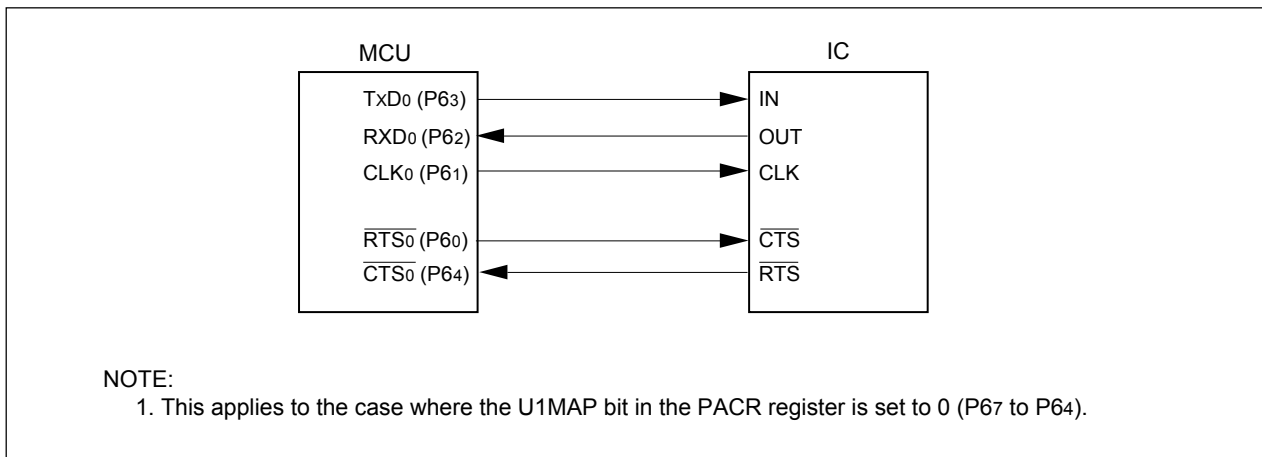 MCU IC
TxD0 (P63) IN
RXD0 (P62) OUT
CLK0 (P61) CLK
RTS0 (P60) CTS
CTS0 (P64) RTS
NOTE:
1. This applies to the case where the U1MAP bit in the PACR register is set to 0 (P67 to P64).